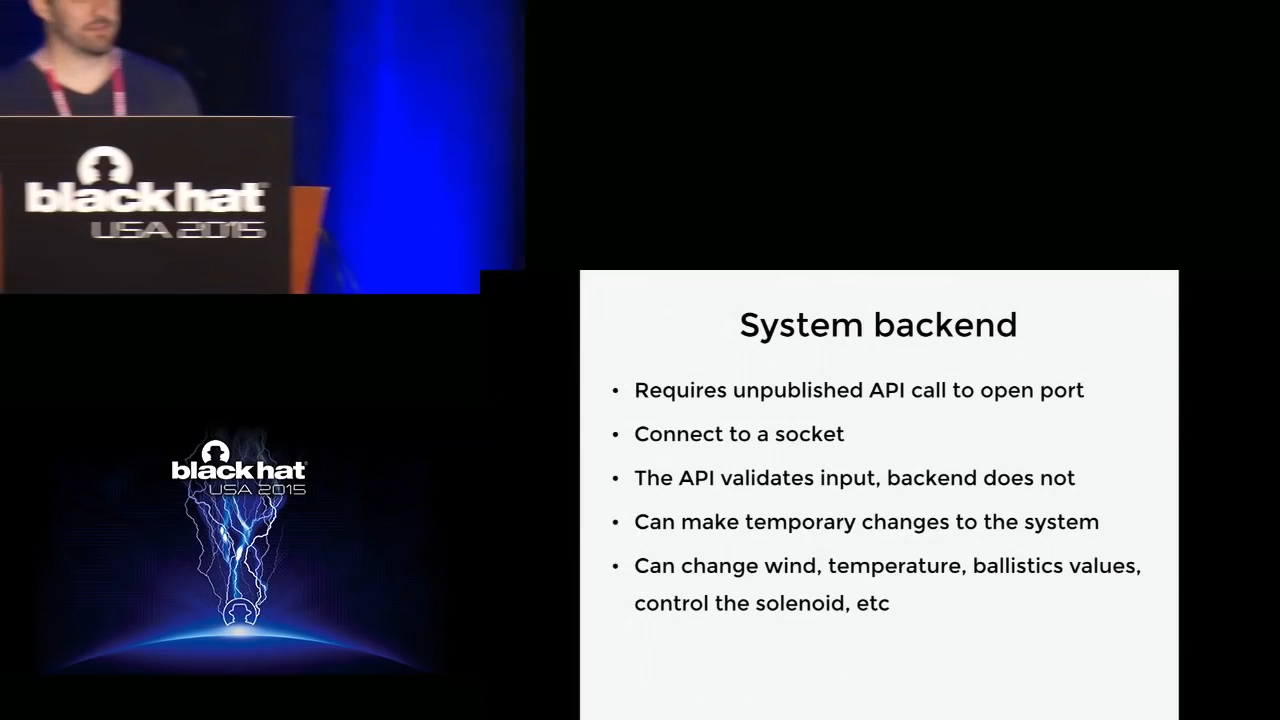 black hat
USA 2015
System backend
• Requires unpublished API call to open port
• Connect to a socket
• The API validates input, backend does not
• Can make temporary changes to the system
• Can change wind, temperature, ballistics values,
control the solenoid, etc
black hat
USA 2015